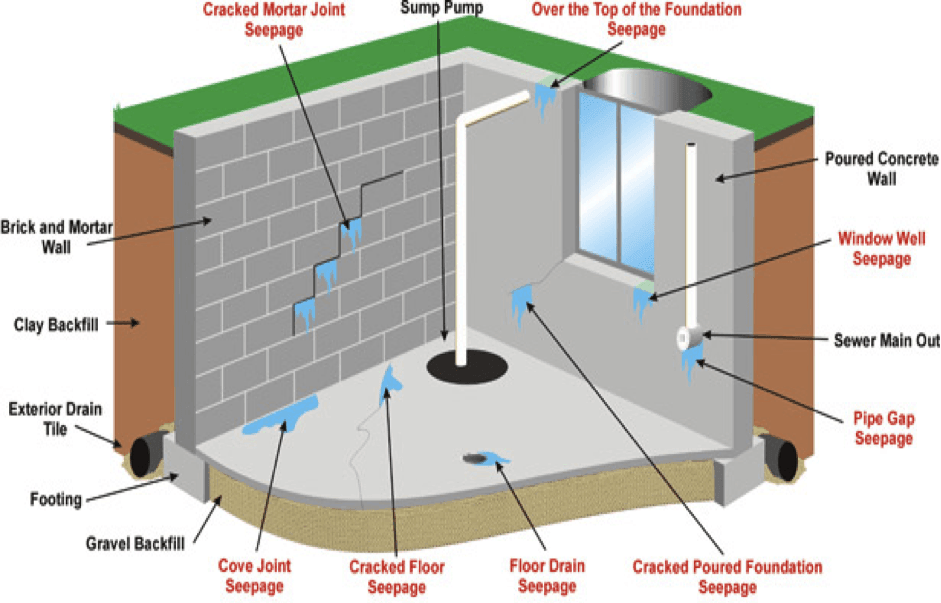 Cracked Mortar Joint
Seepage
Sump Pump
Over the Top of the Foundation
Seepage
Poured Concrete
Wall
Brick and Mortar
Wall
Window Well
Seepage
Clay Backfill
Sewer Main Out
Exterior Drain
Tile
Pipe Gap
Seepage
Footing
Gravel Backfill
Cove Joint
Seepage
Cracked Floor
Seepage
Floor Drain
Seepage
Cracked Poured Foundation
Seepage